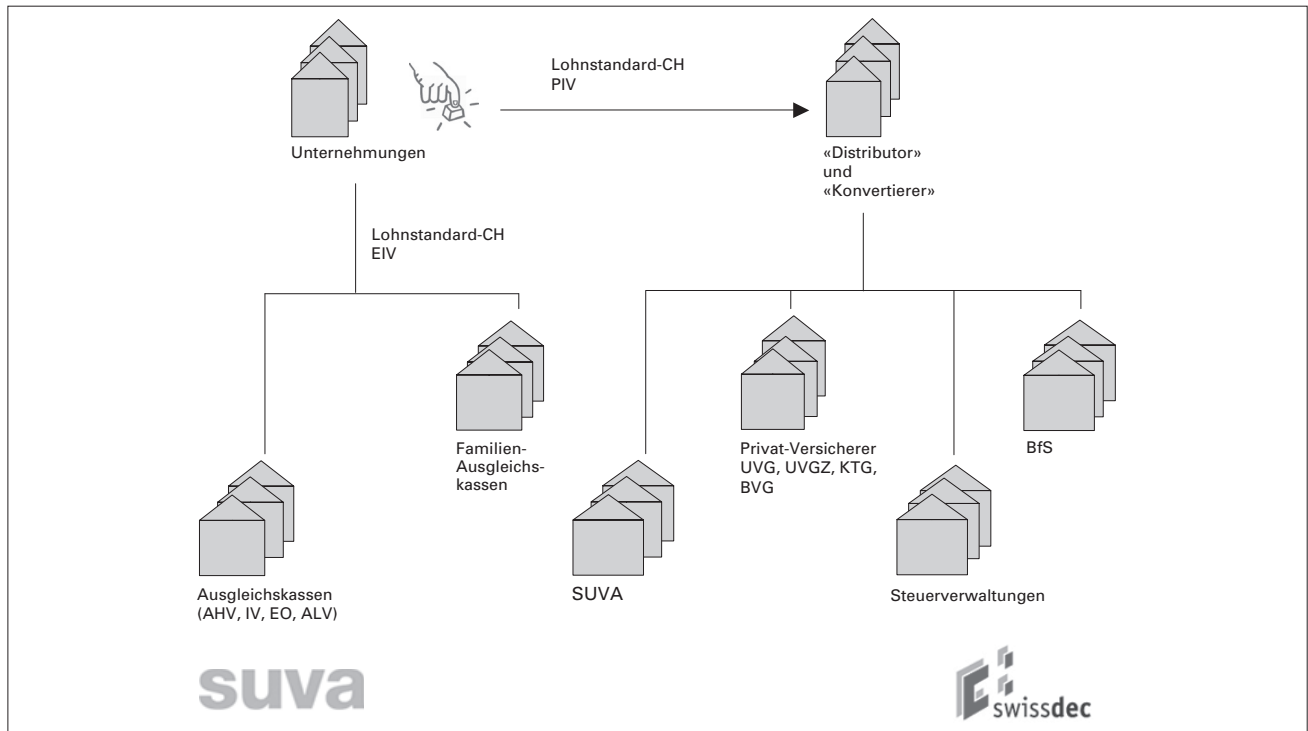 Lohnstandard-CH
PIV
Unternehmungen
«Distributor»
und
«Konvertierer»
Lohnstandard-CH
EIV
Familien-
Ausgleichs-
kassen
Privat-Versicherer
UVG, UVGZ, KTG,
BVG
BfS
Ausgleichskassen
(AHV, IV, EO, ALV)
SUVA
Steuerverwaltungen
suva
swissdec